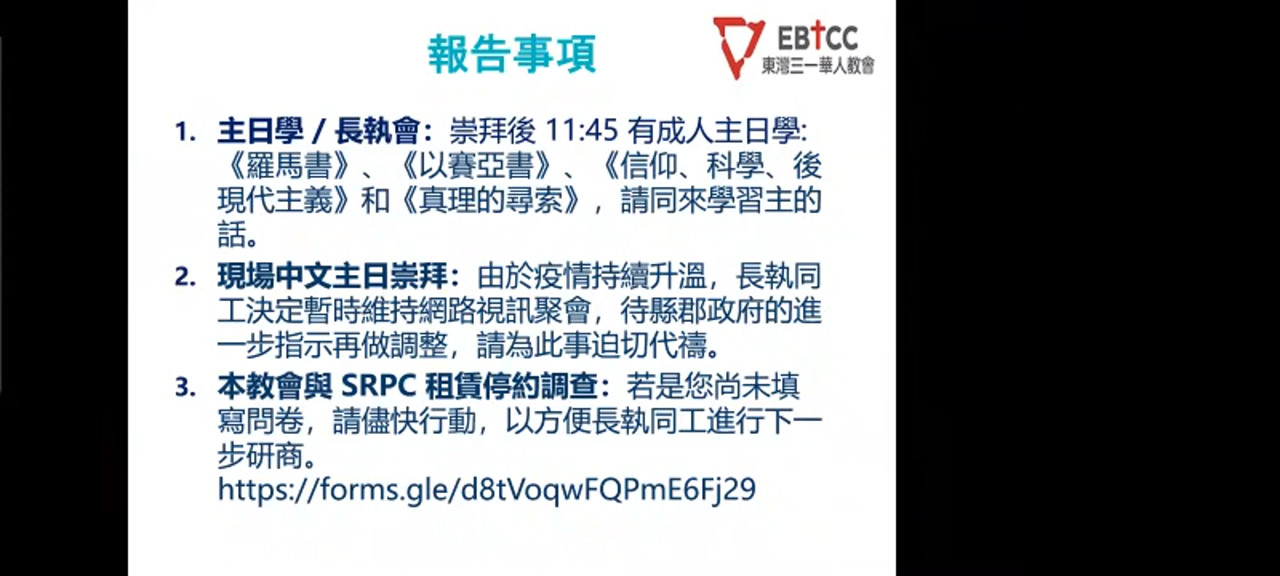 報告事項
EBTCC
東灣三一華人教會
1. 主日學 / 長執會：崇拜後 11:45 有成人主日學:
《羅馬書》、《以賽亞書》、《信仰、科學、後
現代主義》和《真理的尋索》，請同來學習主的
話。
2. 現場中文主日崇拜：由於疫情持續升溫，長執同
工決定暫時維持網路視訊聚會，待縣郡政府的進
一步指示再做調整，請為此事迫切代禱。
3. 本教會與 SRPC 租賃停約調查：若是您尚未填
寫問卷，請儘快行動，以方便長執同工進行下一
步研商。
https://forms.gle/d8tVoqwFQPmE6Fj29